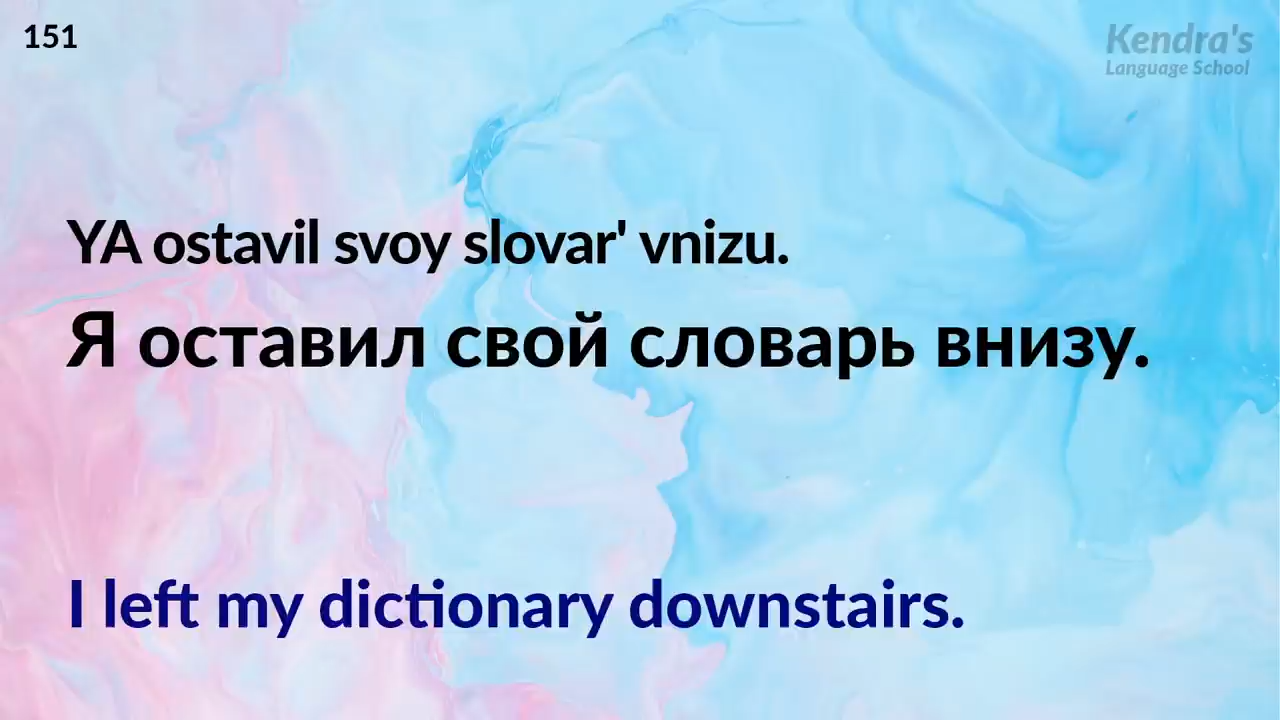 151
Kendra's
Language School
YA ostavil svoy slovar' vnizu.
Я оставил свой словарь внизу.
I left my dictionary downstairs.